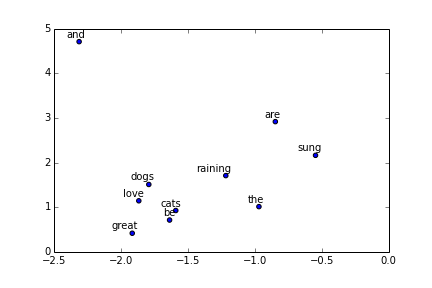 5
and
4
3
are
sung
2
raining
dogs
love
1
cats
the
be
great
0
−2.5 −2.0 −1.5 −1.0 −0.5 0.0